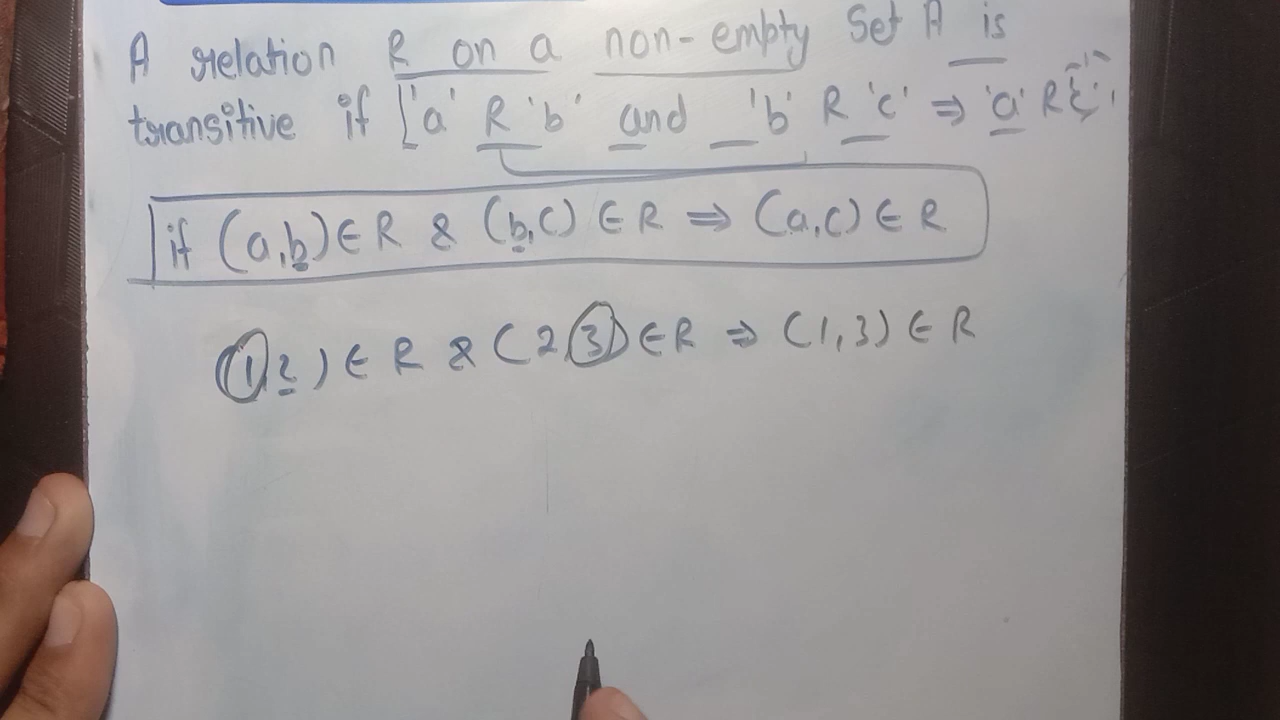 A relation R on a non-empty Set A is
transitive if ['a' R 'b' and 'b' R 'c' ⇒ 'a' R 'c'
if (a,b) ∈ R & (b,c) ∈ R ⇒ (a,c) ∈ R
(1,2) ∈ R & (2,3) ∈ R ⇒ (1,3) ∈ R